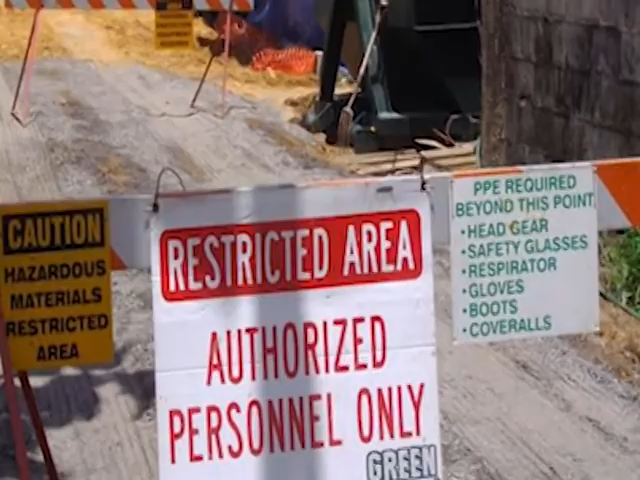 CAUTION
HAZARDOUS
MATERIALS
RESTRICTED
AREA
RESTRICTED AREA
AUTHORIZED
PERSONNEL ONLY
GREEN
PPE REQUIRED
BEYOND THIS POINT
•HEAD GEAR
•SAFETY GLASSES
•RESPIRATOR
•GLOVES
•BOOTS
•COVERALLS